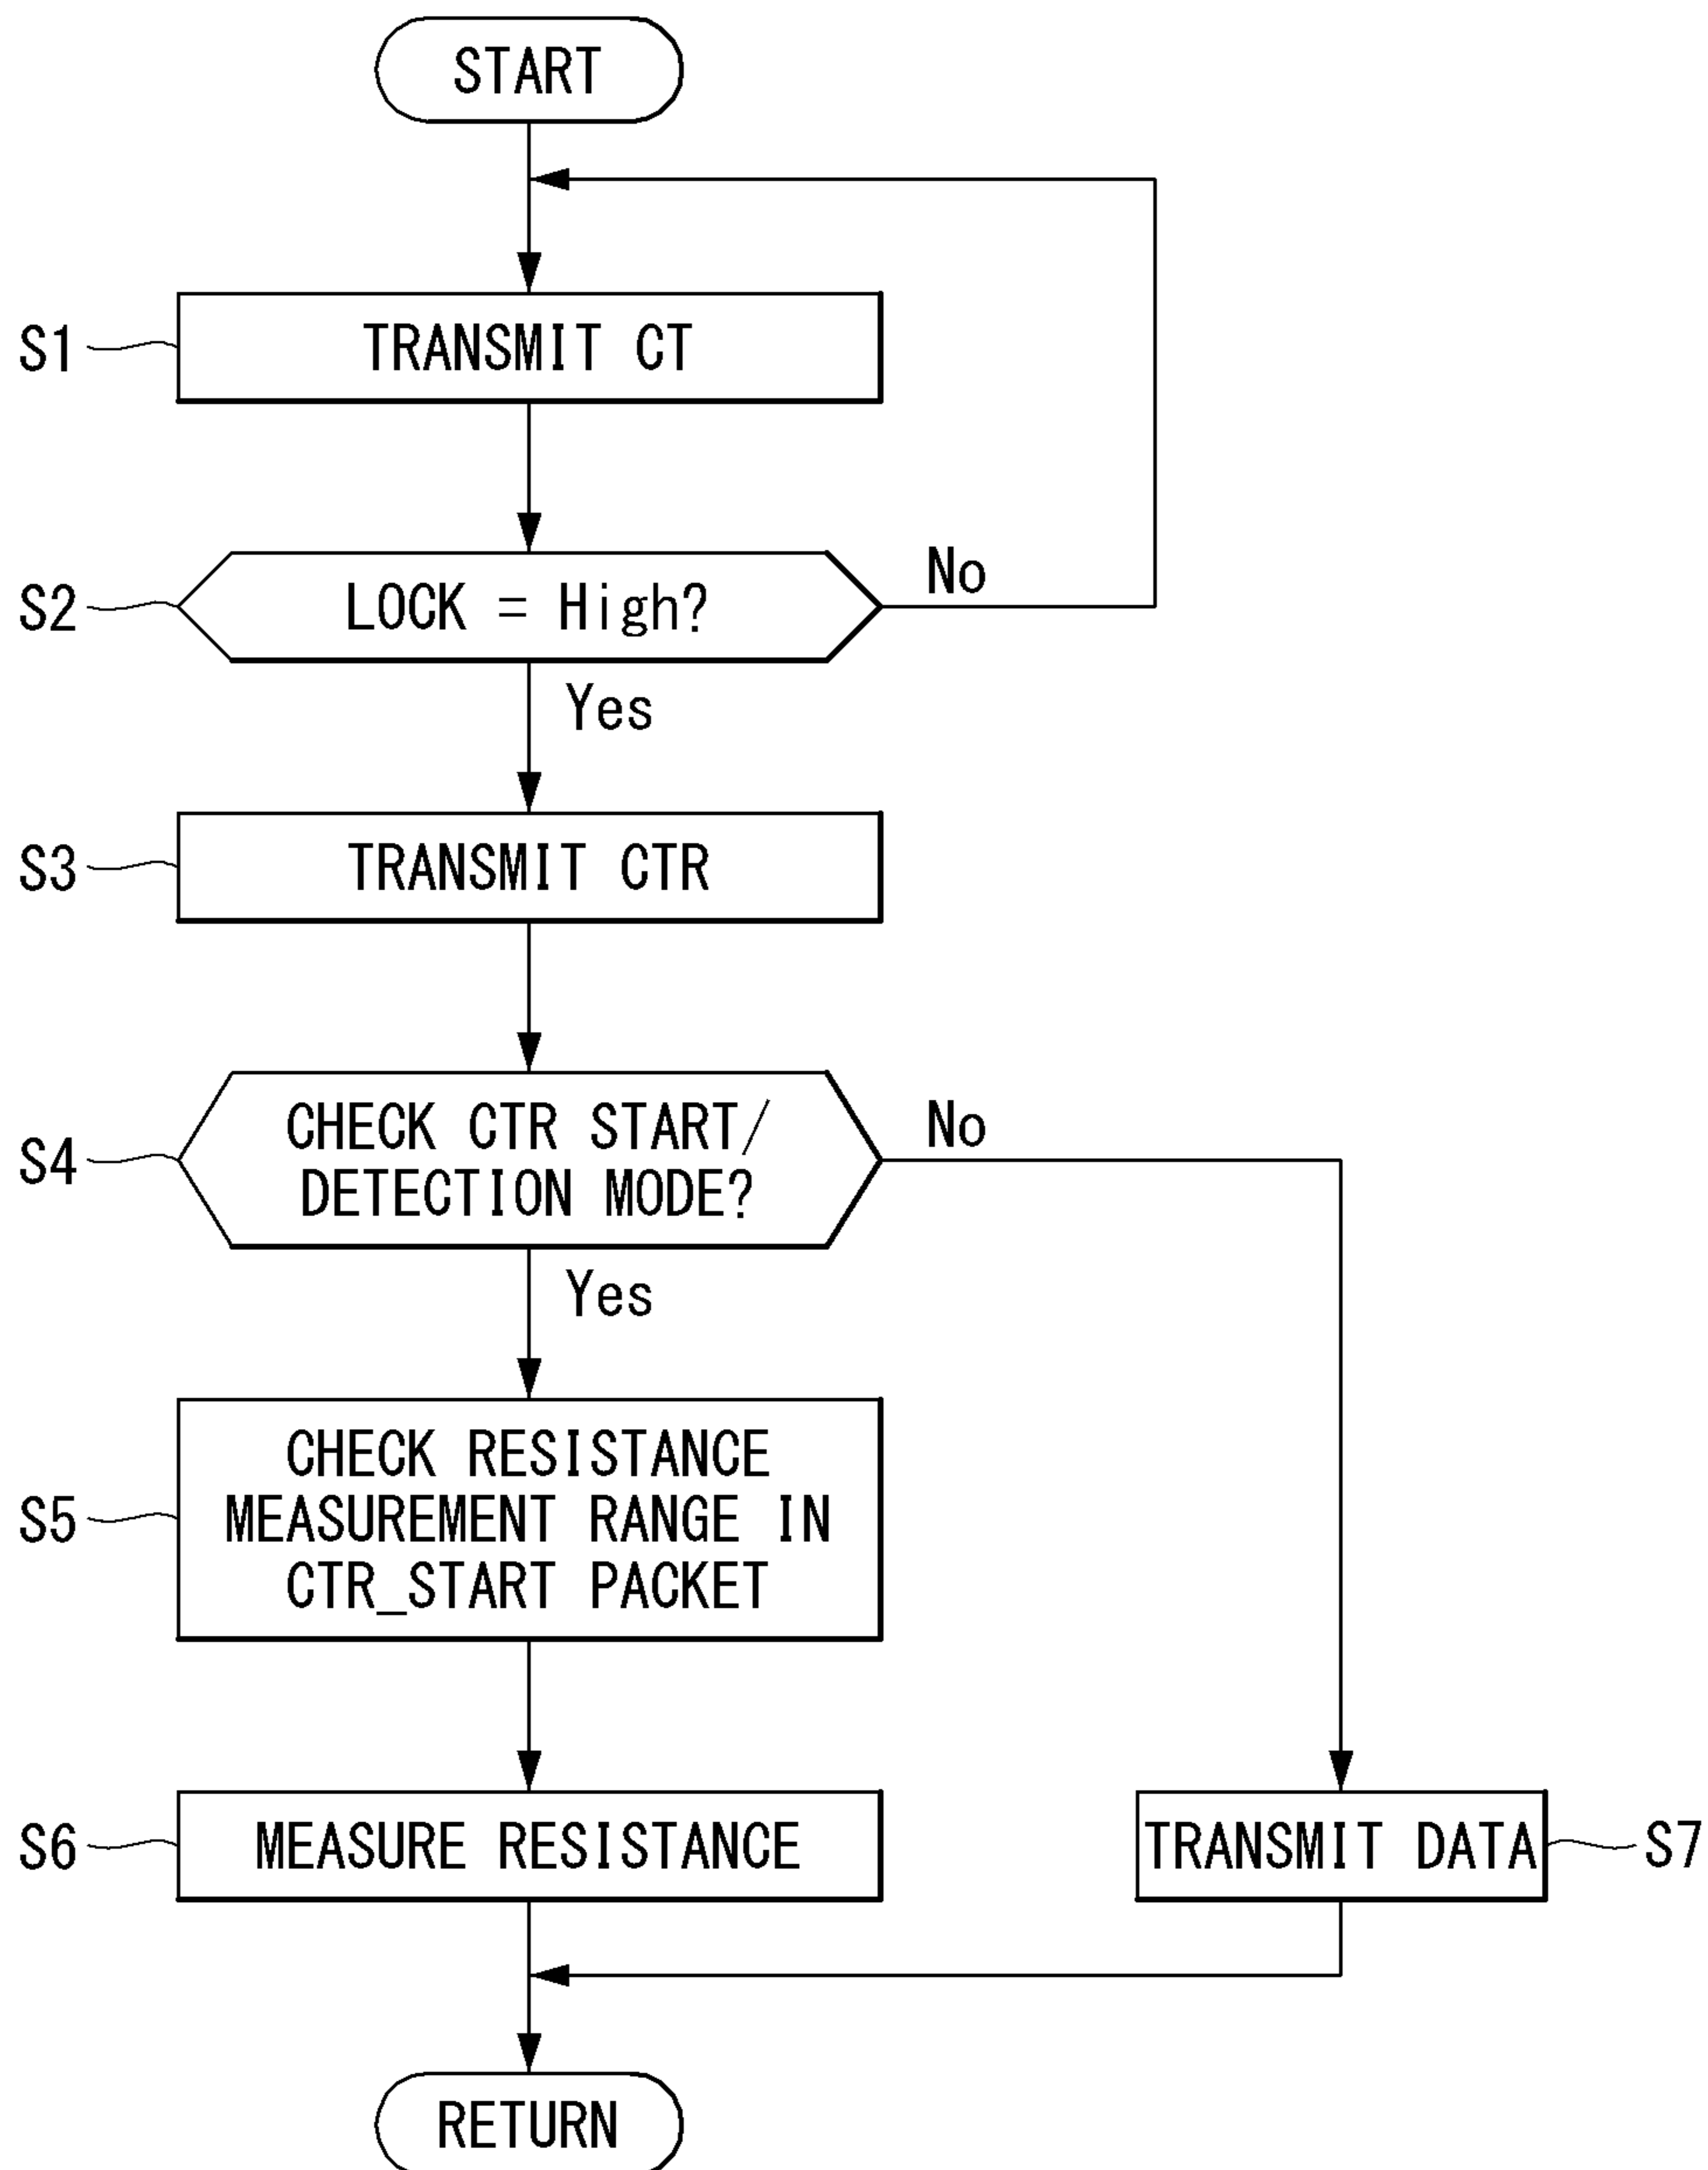 START
S1
TRANSMIT CT
S2
LOCK = High?
No
Yes
S3
TRANSMIT CTR
S4
CHECK CTR START/
DETECTION MODE?
No
Yes
S5
CHECK RESISTANCE
MEASUREMENT RANGE IN
CTR_START PACKET
S6
MEASURE RESISTANCE
TRANSMIT DATA
S7
RETURN